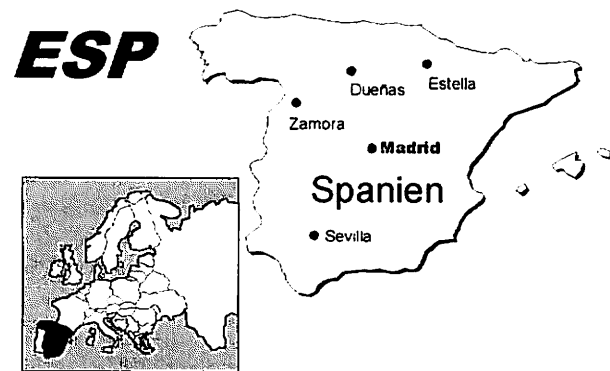 ESP
Dueñas
Estella
Zamora
Madrid
Spanien
Sevilla